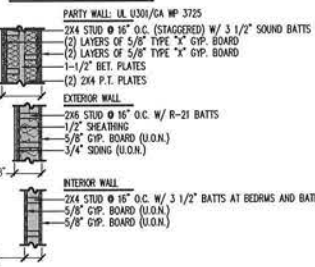 PARTY WALL: UL U301/GA WP 3725
2X4 STUD @ 16" O.C. (STAGGERED) W/ 3 1/2" SOUND BATTS
(2) LAYERS OF 5/8" TYPE "X" GYP. BOARD
(2) LAYERS OF 5/8" TYPE "X" GYP. BOARD
1-1/2" BET. PLATES
(2) 2X4 P.T. PLATES
EXTERIOR WALL
2X6 STUD @ 16" O.C. W/ R-21 BATTS
1/2" SHEATHING
5/8" GYP. BOARD (U.O.N.)
3/4" SIDING (U.O.N.)
INTERIOR WALL
2X4 STUD @ 16" O.C. W/ 3 1/2" BATTS AT BEDRMS AND BAT
5/8" GYP. BOARD (U.O.N.)
5/8" GYP. BOARD (U.O.N.)